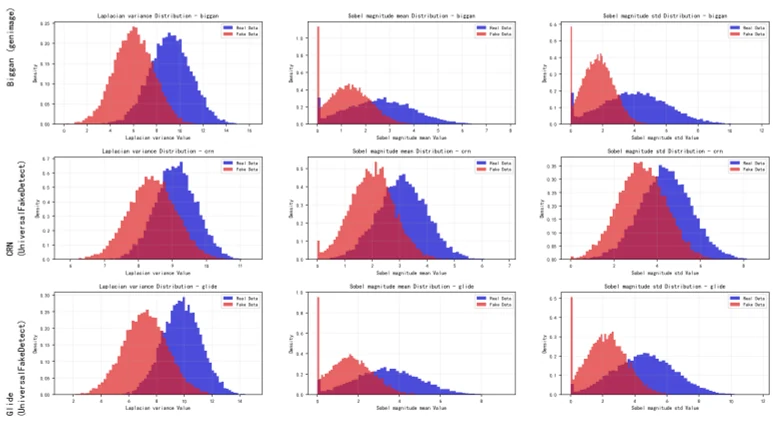 Biggan (genimage)
Laplacian variance Distribution - biggan
Real Data
Fake Data
Density
Laplacian variance Value
Sobel magnitude mean Distribution - biggan
Real Data
Fake Data
Density
Sobel magnitude mean Value
Sobel magnitude std Distribution - biggan
Real Data
Fake Data
Density
Sobel magnitude std Value
CRN
(UniversalFakeDetect)
Laplacian variance Distribution - crn
Real Data
Fake Data
Density
Laplacian variance Value
Sobel magnitude mean Distribution - crn
Real Data
Fake Data
Density
Sobel magnitude mean Value
Sobel magnitude std Distribution - crn
Real Data
Fake Data
Density
Sobel magnitude std Value
Glide
(UniversalFakeDetect)
Laplacian variance Distribution - glide
Real Data
Fake Data
Density
Laplacian variance Value
Sobel magnitude mean Distribution - glide
Real Data
Fake Data
Density
Sobel magnitude mean Value
Sobel magnitude std Distribution - glide
Real Data
Fake Data
Density
Sobel magnitude std Value